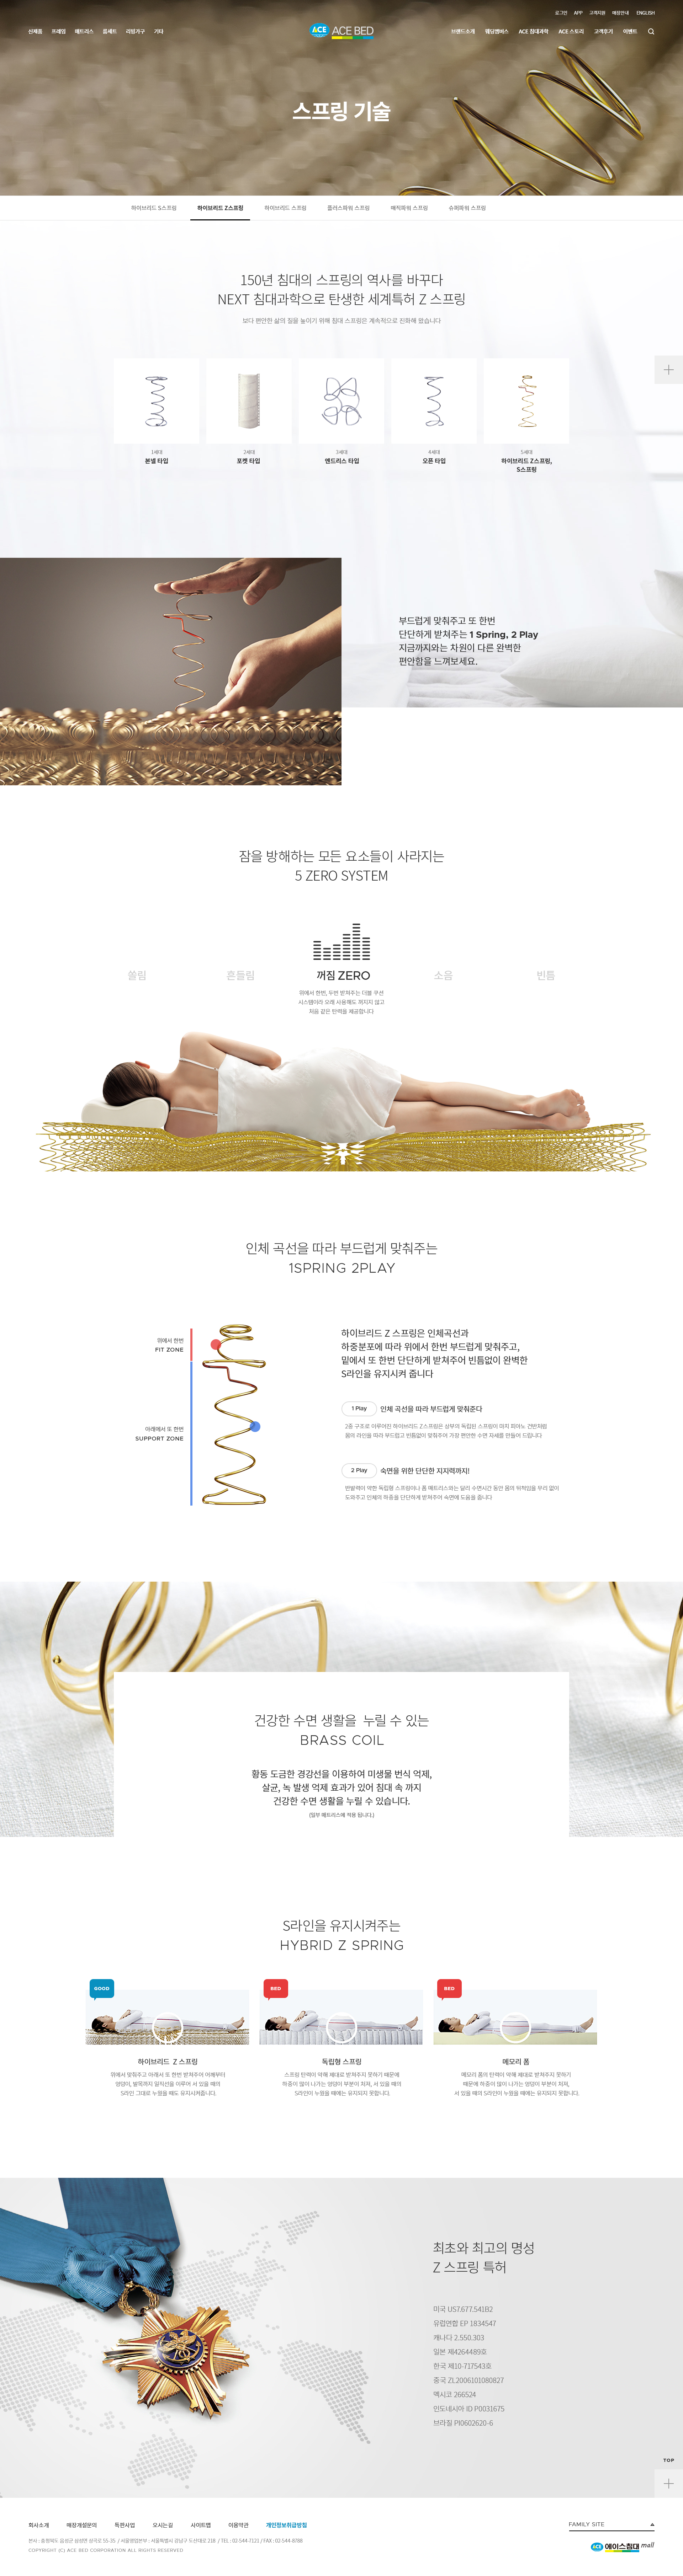 로그인 APP 고객지원 매장안내 ENGLISH
신제품 프레임 매트리스 룸세트 리빙가구 기타
ACE ACE BED
브랜드소개 웨딩멤버스 ACE 침대과학 ACE 스토리 고객후기 이벤트
스프링 기술
하이브리드 S스프링 하이브리드 Z스프링 하이브리드 스프링 플러스파워 스프링 매직파워 스프링 슈퍼파워 스프링
150년 침대의 스프링의 역사를 바꾸다
NEXT 침대과학으로 탄생한 세계특허 Z 스프링
보다 편안한 삶의 질을 높이기 위해 침대 스프링은 계속적으로 진화해 왔습니다
1세대
본넬 타입
2세대
포켓 타입
3세대
엔드리스 타입
4세대
오픈 타입
5세대
하이브리드 Z스프링,
S스프링
부드럽게 맞춰주고 또 한번
단단하게 받쳐주는 1 Spring, 2 Play
지금까지와는 차원이 다른 완벽한
편안함을 느껴보세요.
잠을 방해하는 모든 요소들이 사라지는
5 ZERO SYSTEM
쏠림 흔들림 꺼짐 ZERO 소음 빈틈
위에서 한번, 두번 받쳐주는 더블 쿠션
시스템이라 오래 사용해도 꺼지지 않고
처음 같은 탄력을 제공합니다.
인체 곡선을 따라 부드럽게 맞춰주는
1SPRING 2PLAY
위에서 한번
FIT ZONE
아래에서 또 한번
SUPPORT ZONE
하이브리드 Z 스프링은 인체곡선과
하중분포에 따라 위에서 한번 부드럽게 맞춰주고,
밑에서 또 한번 단단하게 받쳐주어 빈틈없이 완벽한
S라인을 유지시켜 줍니다
1 Play 인체 곡선을 따라 부드럽게 맞춰준다
2중 구조로 이루어진 하이브리드 Z스프링은 상부의 독립된 스프링이 마치 피아노 건반처럼
몸의 라인을 따라 부드럽고 빈틈없이 맞춰주어 가장 편안한 수면 자세를 만들어 드립니다
2 Play 숙면을 위한 단단한 지지력까지!
반발력이 약한 독립형 스프링이나 폼 매트리스와는 달리 수면시간 동안 몸의 뒤척임을 무리 없이
도와주고 인체의 하중을 단단하게 받쳐주어 숙면에 도움을 줍니다
건강한 수면 생활을 누릴 수 있는
BRASS COIL
황동 도금한 경강선을 이용하여 미생물 번식 억제,
살균, 녹 발생 억제 효과가 있어 침대 속 까지
건강한 수면 생활을 누릴 수 있습니다.
(일부 매트리스에 적용 됩니다.)
S라인을 유지시켜주는
HYBRID Z SPRING
GOOD
하이브리드 Z 스프링
위에서 맞춰주고 아래서 또 한번 받쳐주어 어깨부터
엉덩이, 발목까지 일직선을 이루어 서 있을 때의
S라인 그대로 누웠을 때도 유지시켜줍니다.
BED
독립형 스프링
스프링 탄력이 약해 제대로 받쳐주지 못하기 때문에
하중이 많이 나가는 엉덩이 부분이 처져, 서 있을 때의
S라인이 누웠을 때에는 유지되지 못합니다.
BED
메모리 폼
메모리 폼의 탄력이 약해 제대로 받쳐주지 못하기
때문에 하중이 많이 나가는 엉덩이 부분이 처져,
서 있을 때의 S라인이 누웠을 때에는 유지되지 못합니다.
최초와 최고의 명성
Z 스프링 특허
미국 US7.677.541B2
유럽연합 EP 1834547
캐나다 2.550.303
일본 제4264489호
한국 제10-717543호
중국 ZL2006101080827
멕시코 266524
인도네시아 ID P0031675
브라질 PI0602620-6
TOP
회사소개 매장개설문의 특판사업 오시는길 사이트맵 이용약관 개인정보취급방침
FAMILY SITE
COPYRIGHT (C) ACE BED CORPORATION ALL RIGHTS RESERVED
ACE 에이스침대 mall